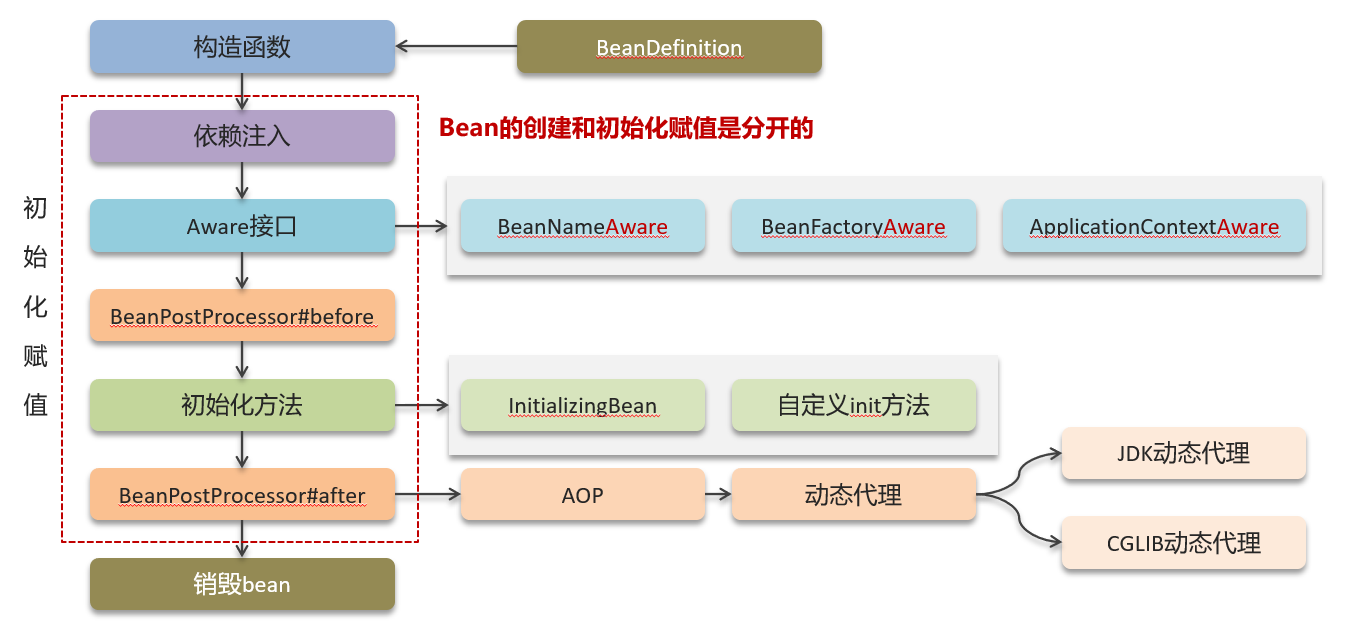 构造函数
BeanDefinition
依赖注入
Bean的创建和初始化赋值是分开的
初始化赋值
Aware接口
BeanNameAware
BeanFactoryAware
ApplicationContextAware
BeanPostProcessor#before
初始化方法
InitializingBean
自定义init方法
BeanPostProcessor#after
AOP
动态代理
JDK动态代理
CGLIB动态代理
销毁bean